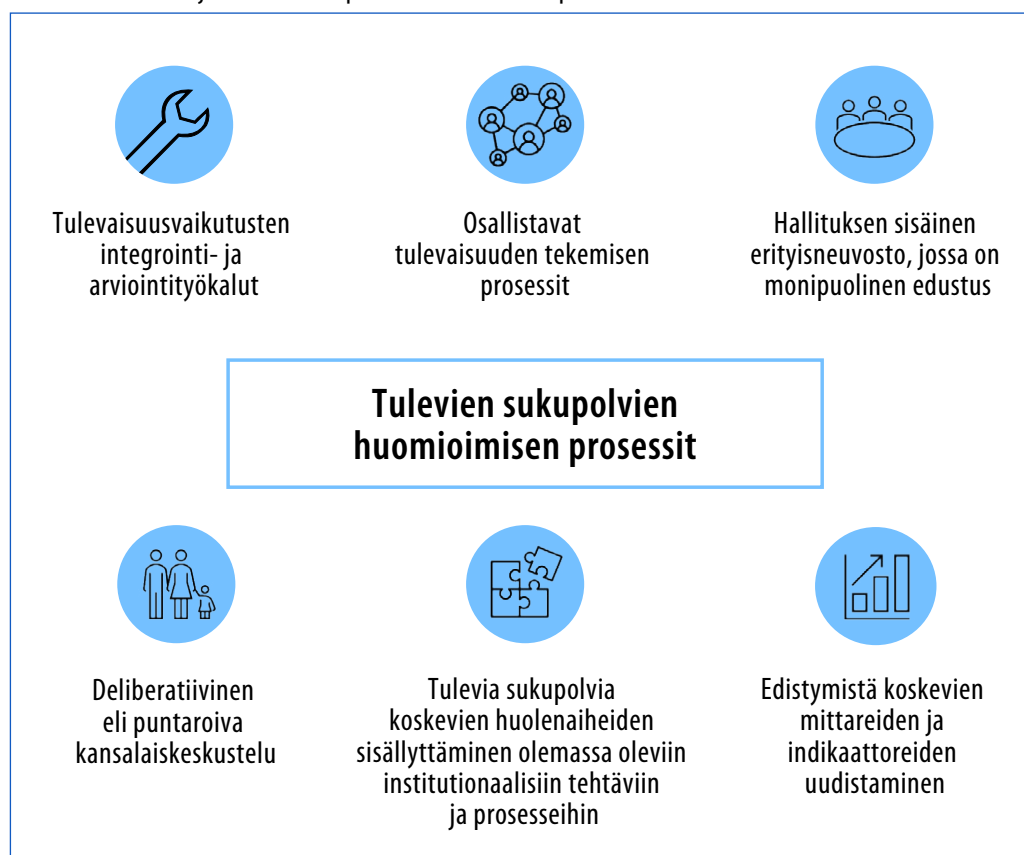 Tulevaisuusvaikutusten
integrointi- ja
arviointityökalut
Osallistavat
tulevaisuuden tekemisen
prosessit
Hallituksen sisäinen
erityisneuvosto, jossa on
monipuolinen edustus
Tulevien sukupolvien
huomioimisen prosessit
Deliberatiivinen
eli puntaroiva
kansalaiskeskustelu
Tulevia sukupolvia
koskevien huolenaiheiden
sisällyttäminen olemassa oleviin
institutionaalisiin tehtäviin
ja prosesseihin
Edistymistä koskevien
mittareiden ja
indikaattoreiden
uudistaminen